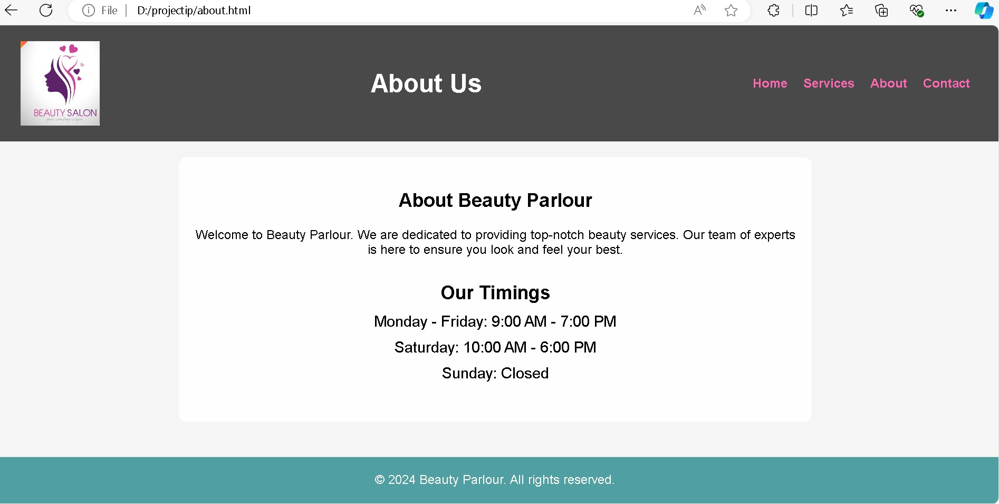 File
D:/projectip/about.html
BEAUTY SALON
About Us
Home Services About Contact
About Beauty Parlour
Welcome to Beauty Parlour. We are dedicated to providing top-notch beauty services. Our team of experts
is here to ensure you look and feel your best.
Our Timings
Monday - Friday: 9:00 AM - 7:00 PM
Saturday: 10:00 AM - 6:00 PM
Sunday: Closed
© 2024 Beauty Parlour. All rights reserved.